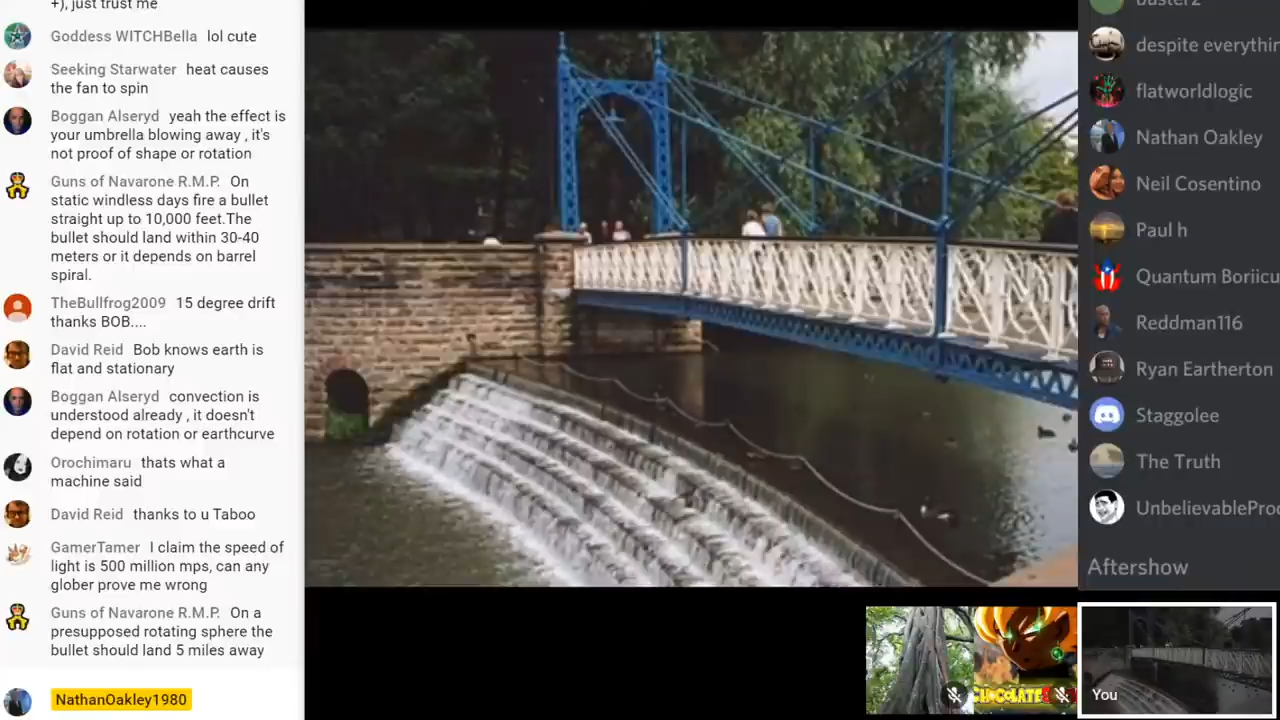 +), just trust me
Goddess WITCHBella lol cute
Seeking Starwater heat causes
the fan to spin
Boggan Alseryd yeah the effect is
your umbrella blowing away , it's
not proof of shape or rotation
Guns of Navarone R.M.P. On
static windless days fire a bullet
straight up to 10,000 feet.The
bullet should land within 30-40
meters or it depends on barrel
spiral.
TheBullfrog2009 15 degree drift
thanks BOB....
David Reid Bob knows earth is
flat and stationary
Boggan Alseryd convection is
understood already , it doesn't
depend on rotation or earthcurve
Orochimaru thats what a
machine said
David Reid thanks to u Taboo
GamerTamer I claim the speed of
light is 500 million mps, can any
glober prove me wrong
Guns of Navarone R.M.P. On a
presupposed rotating sphere the
bullet should land 5 miles away
NathanOakley1980
CHOCOLATE
You
buster2
despite everythin
flatworldlogic
Nathan Oakley
Neil Cosentino
Paul h
Quantum Boriicu
Reddman116
Ryan Eartherton
Staggolee
The Truth
UnbelievablePro
Aftershow